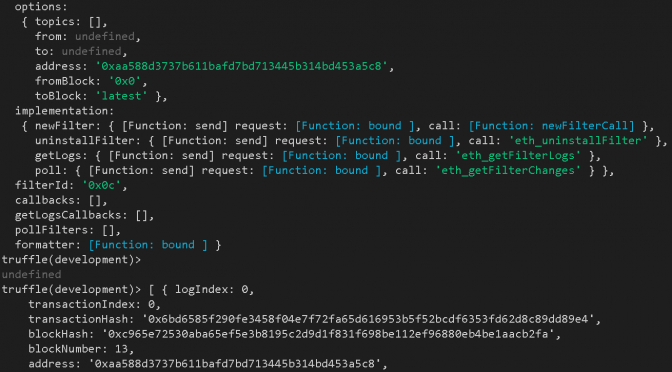 options:
{ topics: [],
from: undefined,
to: undefined,
address: '0xaa588d3737b611bafd7bd713445b314bd453a5c8',
fromBlock: '0x0',
toBlock: 'latest' },
implementation:
{ newFilter: { [Function: send] request: [Function: bound ], call: [Function: newFilterCall] },
uninstallFilter: { [Function: send] request: [Function: bound ], call: 'eth_uninstallFilter' },
getLogs: { [Function: send] request: [Function: bound ], call: 'eth_getFilterLogs' },
poll: { [Function: send] request: [Function: bound ], call: 'eth_getFilterChanges' } },
filterId: '0x0c',
callbacks: [],
getLogsCallbacks: [],
pollFilters: [],
formatter: [Function: bound ] }
truffle(development)>
undefined
truffle(development)> [ { logIndex: 0,
transactionIndex: 0,
transactionHash: '0x6bd6585f290fe3458f04e7f72fa65d616953b5f52bcdf6353fd62d8c89dd89e4',
blockHash: '0xc965e72530aba65ef5e3b8195c2d9d1f831f698be112ef96880eb4be1aacb2fa',
blockNumber: 13,
address: '0xaa588d3737b611bafd7bd713445b314bd453a5c8',